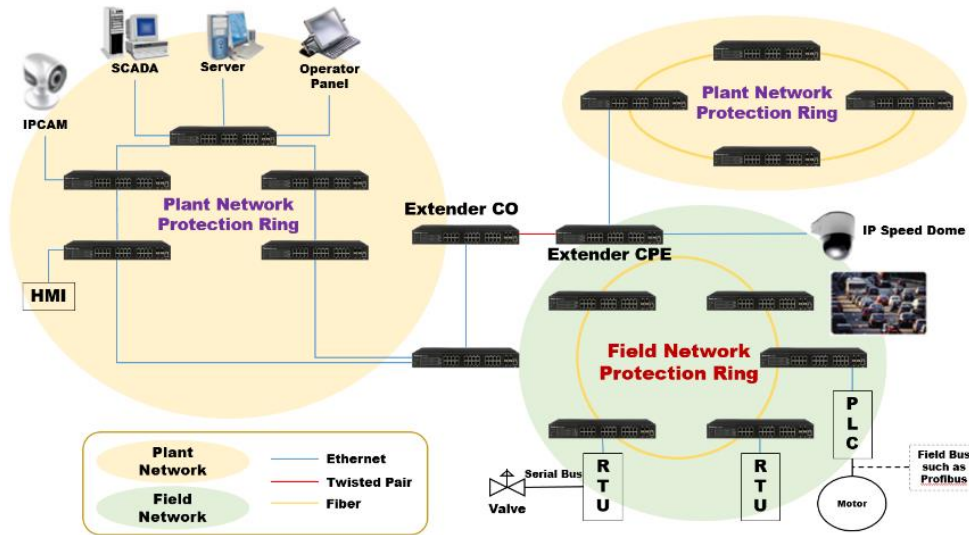 SCADA
Server
Operator
Panel
IPCAM
Plant Network
Protection Ring
HMI
Extender CO
Extender CPE
Plant Network
Protection Ring
IP Speed Dome
Field Network
Protection Ring
P
L
C
Field Bus
such as
Profibus
Motor
Serial Bus
Valve
R
T
U
R
T
U
Plant
Network
Field
Network
Ethernet
Twisted Pair
Fiber